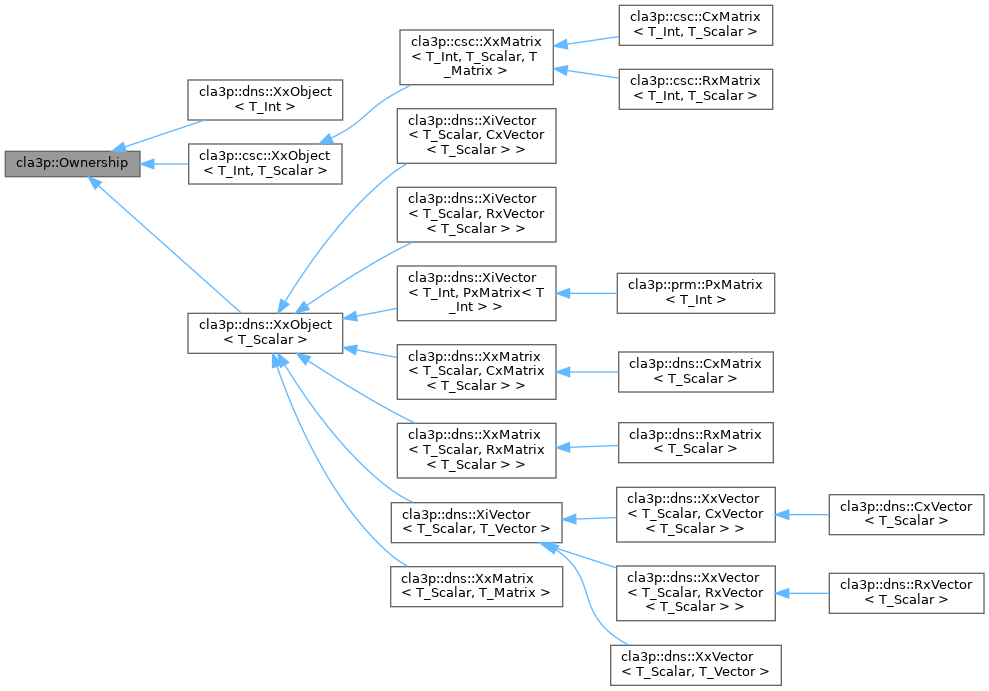 cla3p::Ownership
cla3p::dns::XxObject
< T_Int >
cla3p::csc::XxObject
< T_Int, T_Scalar >
cla3p::dns::XxObject
< T_Scalar >
cla3p::csc::XxMatrix
< T_Int, T_Scalar, T
_Matrix >
cla3p::dns::XiVector
< T_Scalar, CxVector
< T_Scalar > >
cla3p::dns::XiVector
< T_Scalar, RxVector
< T_Scalar > >
cla3p::dns::XiVector
< T_Int, PxMatrix< T
_Int > >
cla3p::dns::XxMatrix
< T_Scalar, CxMatrix
< T_Scalar > >
cla3p::dns::XxMatrix
< T_Scalar, RxMatrix
< T_Scalar > >
cla3p::dns::XiVector
< T_Scalar, T_Vector >
cla3p::dns::XxMatrix
< T_Scalar, T_Matrix >
cla3p::csc::CxMatrix
< T_Int, T_Scalar >
cla3p::csc::RxMatrix
< T_Int, T_Scalar >
cla3p::prm::PxMatrix
< T_Int >
cla3p::dns::CxMatrix
< T_Scalar >
cla3p::dns::RxMatrix
< T_Scalar >
cla3p::dns::XxVector
< T_Scalar, CxVector
< T_Scalar > >
cla3p::dns::XxVector
< T_Scalar, RxVector
< T_Scalar > >
cla3p::dns::XxVector
< T_Scalar, T_Vector >
cla3p::dns::CxVector
< T_Scalar >
cla3p::dns::RxVector
< T_Scalar >